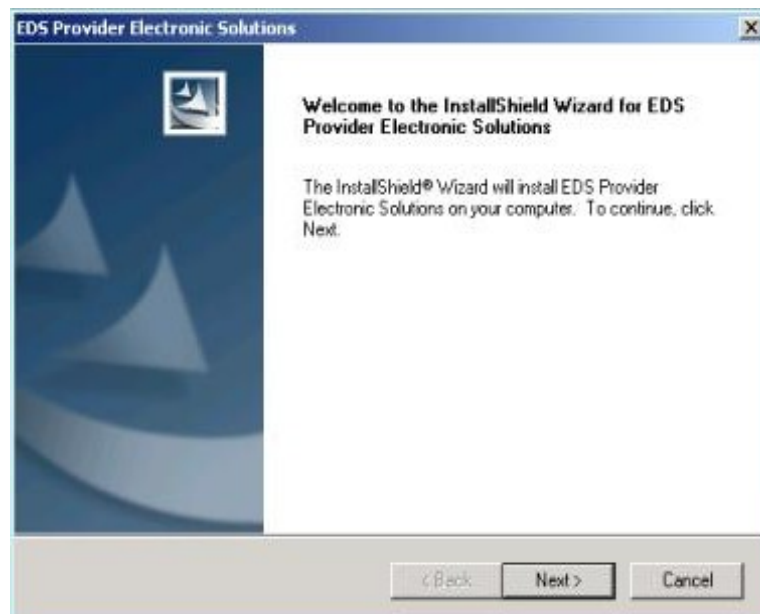 EDS Provider Electronic Solutions
Welcome to the InstallShield Wizard for EDS
Provider Electronic Solutions
The InstallShield® Wizard will install EDS Provider
Electronic Solutions on your computer. To continue, click
Next.
< Back
Next >
Cancel